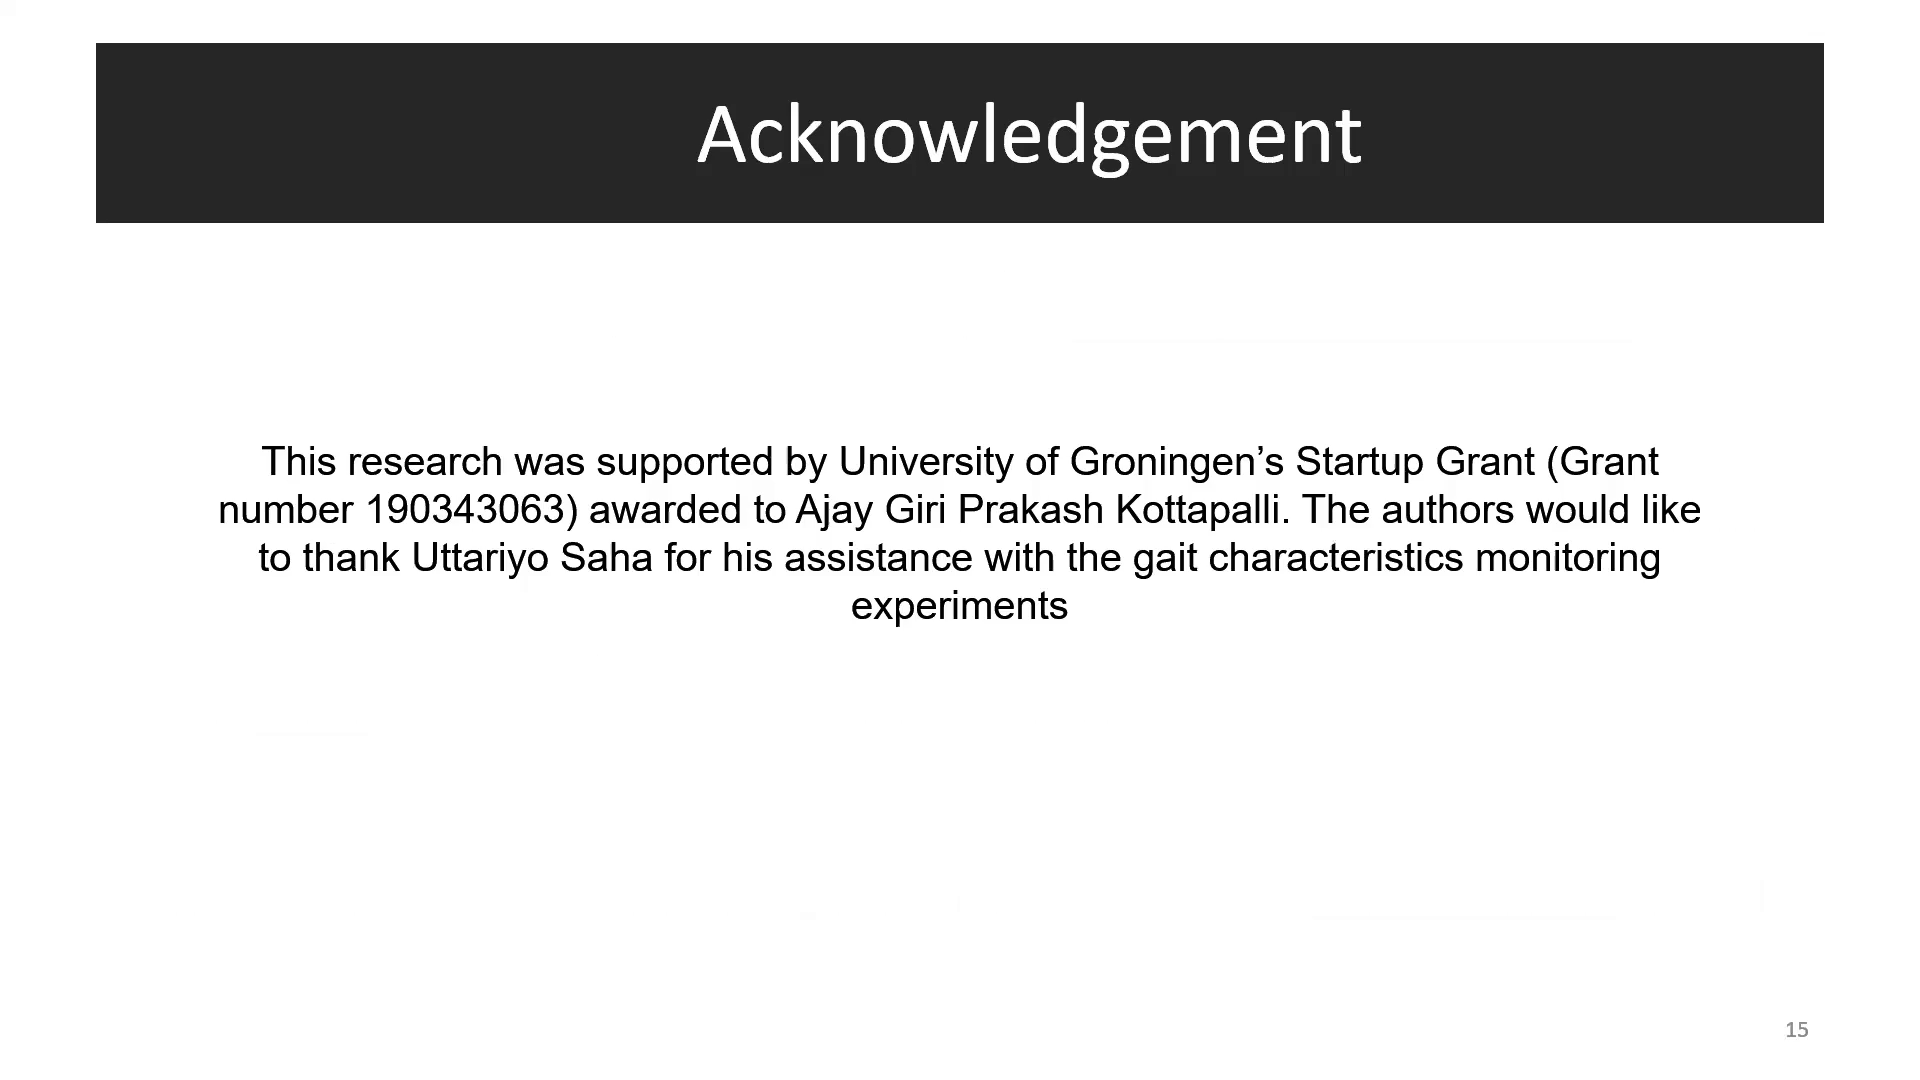 Acknowledgement
This research was supported by University of Groningen’s Startup Grant (Grant
number 190343063) awarded to Ajay Giri Prakash Kottapalli. The authors would like
to thank Uttariyo Saha for his assistance with the gait characteristics monitoring
experiments
15